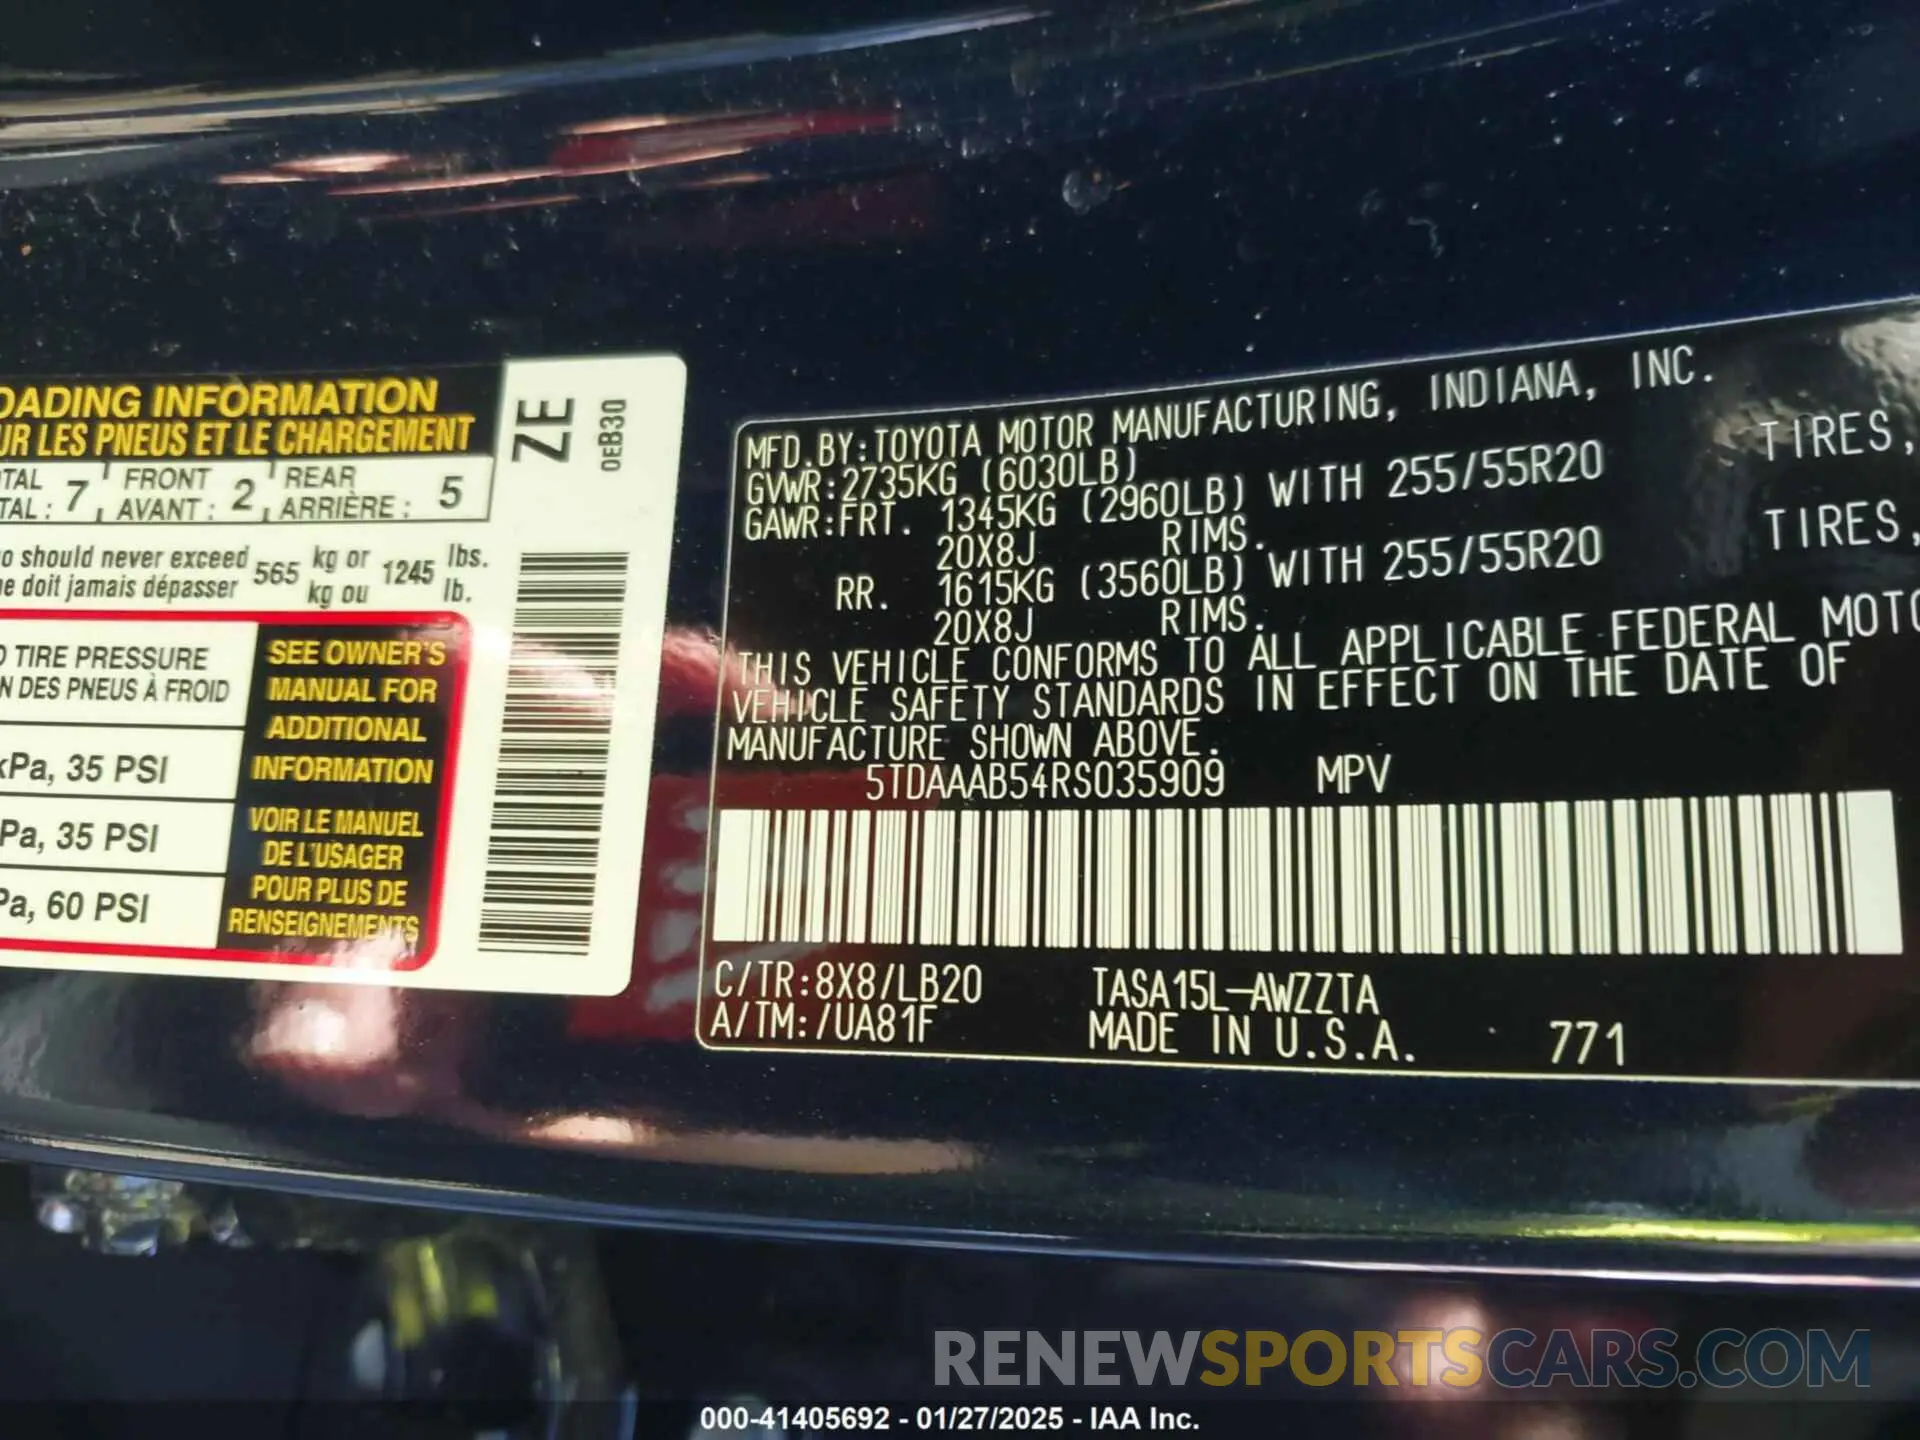 OADING INFORMATION
UR LES PNEUS ET LE CHARGEMENT
TAL FRONT REAR
TAL : 7 AVANT : 2 ARRIÈRE : 5
o should never exceed 565 kg or 1245 lbs.
ne doit jamais dépasser kg ou lb.
TIRE PRESSURE
N DES PNEUS À FROID
kPa, 35 PSI
Pa, 35 PSI
Pa, 60 PSI
SEE OWNER'S
MANUAL FOR
ADDITIONAL
INFORMATION
VOIR LE MANUEL
DE L'USAGER
POUR PLUS DE
RENSEIGNEMENTS
ZE
0EB30
MFD.BY:TOYOTA MOTOR MANUFACTURING, INDIANA, INC.
GVWR:2735KG (6030LB)
GAWR:FRT. 1345KG (2960LB) WITH 255/55R20 TIRES,
20X8J RIMS.
RR. 1615KG (3560LB) WITH 255/55R20 TIRES,
20X8J RIMS.
THIS VEHICLE CONFORMS TO ALL APPLICABLE FEDERAL MOTO
VEHICLE SAFETY STANDARDS IN EFFECT ON THE DATE OF
MANUFACTURE SHOWN ABOVE.
5TDAAAB54RS035909 MPV
C/TR:8X8/LB20 TASA15L-AWZZTA
A/TM:/UA81F MADE IN U.S.A. 771
RENEWSPORTSCARS.COM
000-41405692 - 01/27/2025 - IAA Inc.